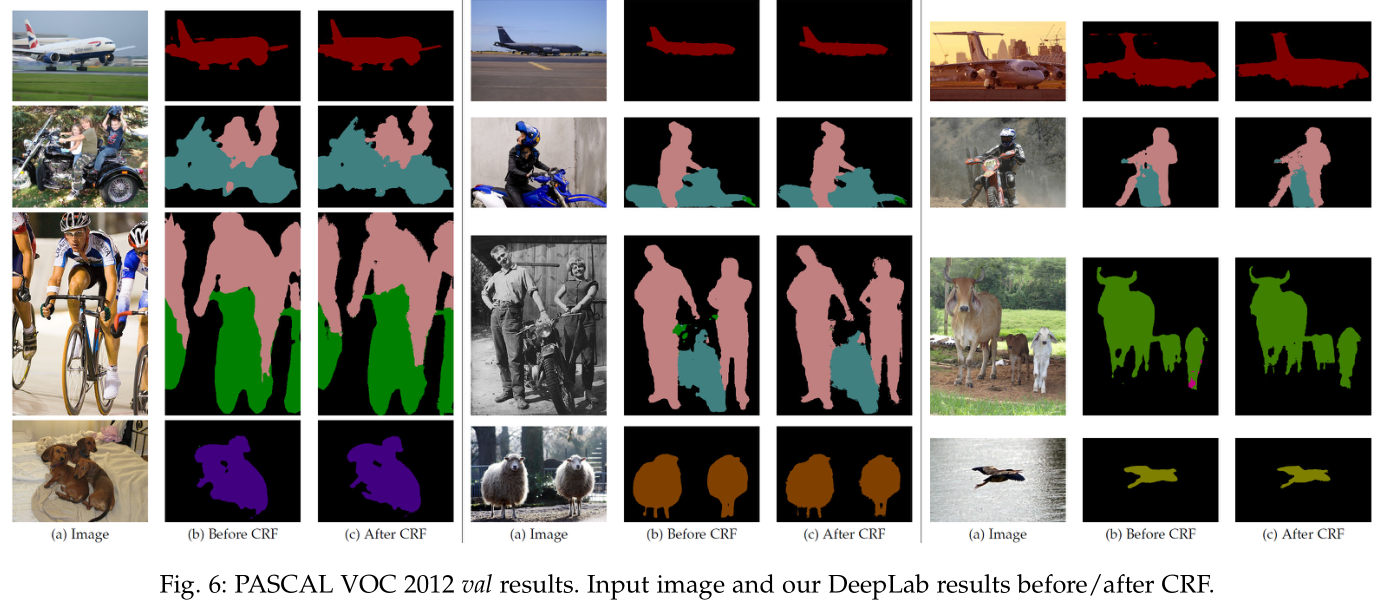 (a) Image (b) Before CRF (c) After CRF (a) Image (b) Before CRF (c) After CRF (a) Image (b) Before CRF (c) After CRF
Fig. 6: PASCAL VOC 2012 val results. Input image and our DeepLab results before/after CRF.